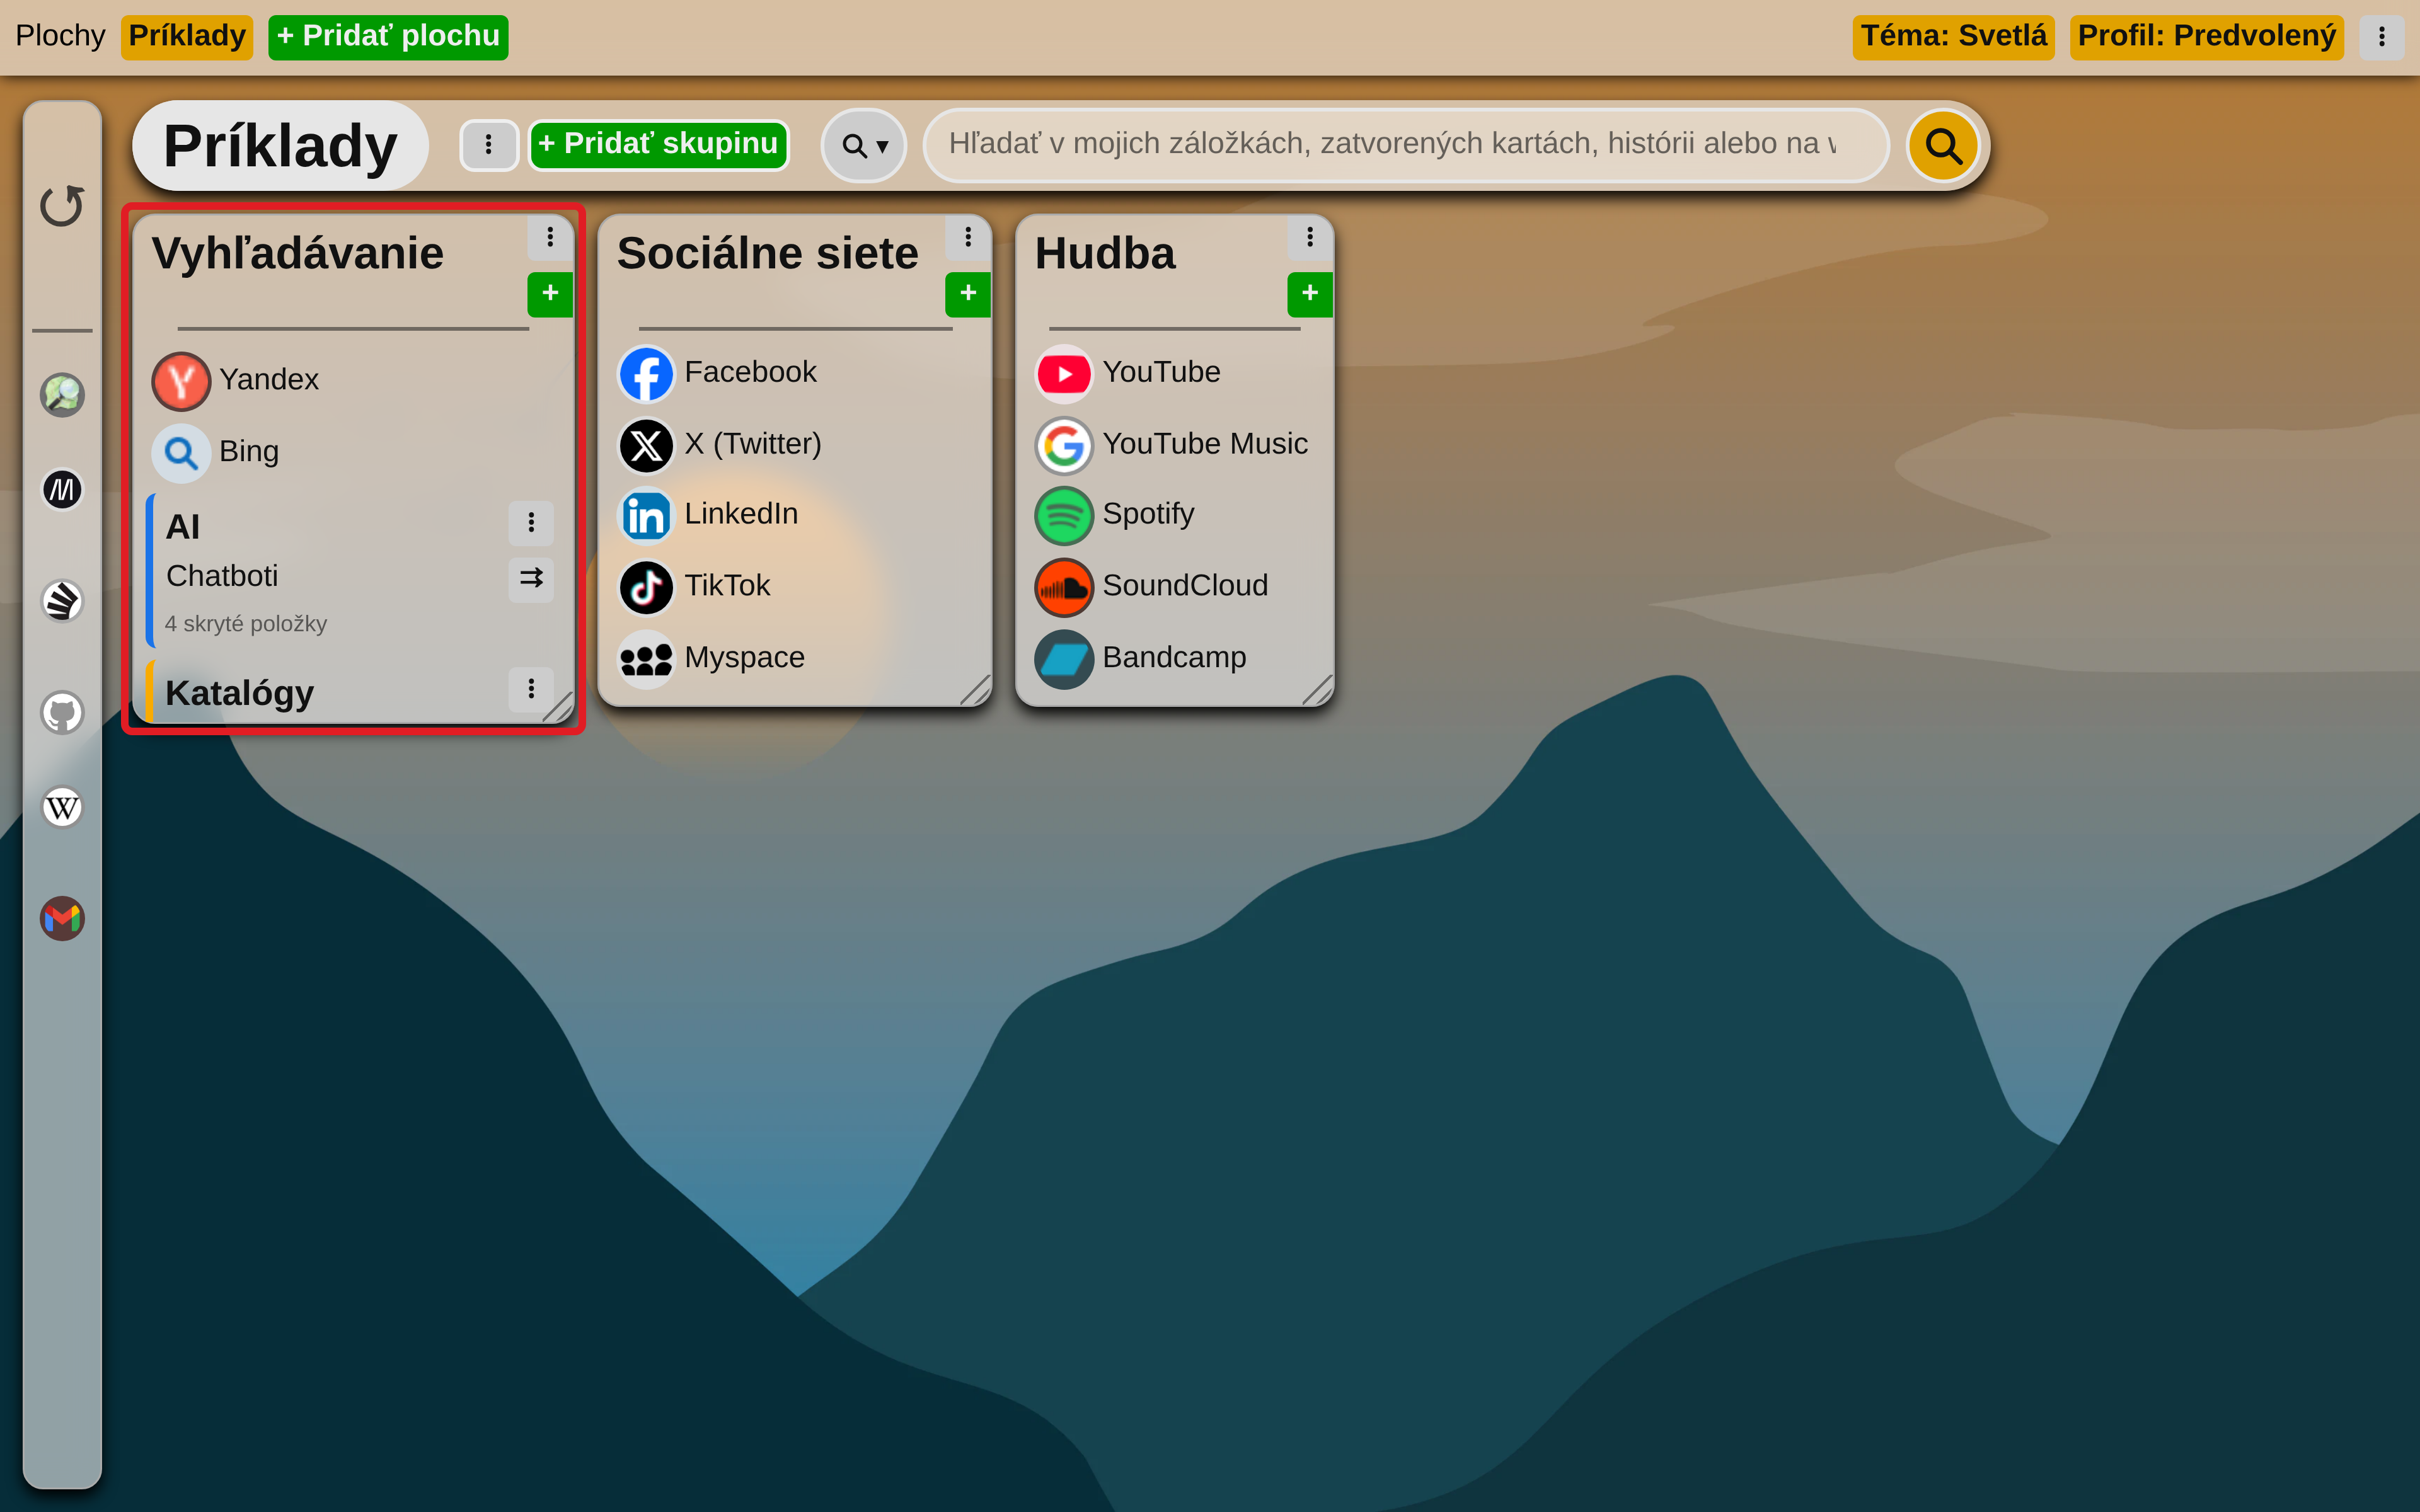 Plochy Príklady + Pridať plochu Téma: Svetlá Profil: Predvolený
Príklady + Pridať skupinu Hľadať v mojich záložkách, zatvorených kartách, histórii alebo na
Vyhľadávanie
+
Yandex
Bing
AI
Chatboti
4 skryté položky
Katalógy
Sociálne siete
+
Facebook
X (Twitter)
LinkedIn
TikTok
Myspace
Hudba
+
YouTube
YouTube Music
Spotify
SoundCloud
Bandcamp
W